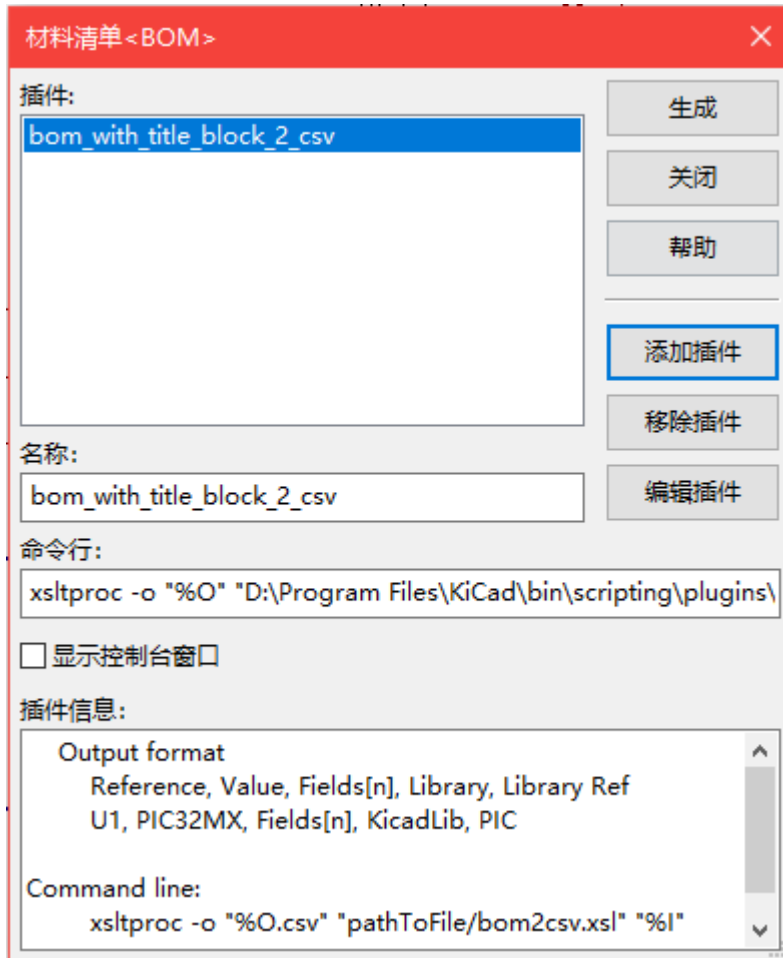 材料清单<BOM>
插件:
bom_with_title_block_2_csv
生成
关闭
帮助
添加插件
移除插件
编辑插件
名称:
bom_with_title_block_2_csv
命令行:
xsltproc -o "%O" "D:\Program Files\KiCad\bin\scripting\plugins\
显示控制台窗口
插件信息:
Output format
Reference, Value, Fields[n], Library, Library Ref
U1, PIC32MX, Fields[n], KicadLib, PIC
Command line:
xsltproc -o "%O.csv" "pathToFile/bom2csv.xsl" "%I"